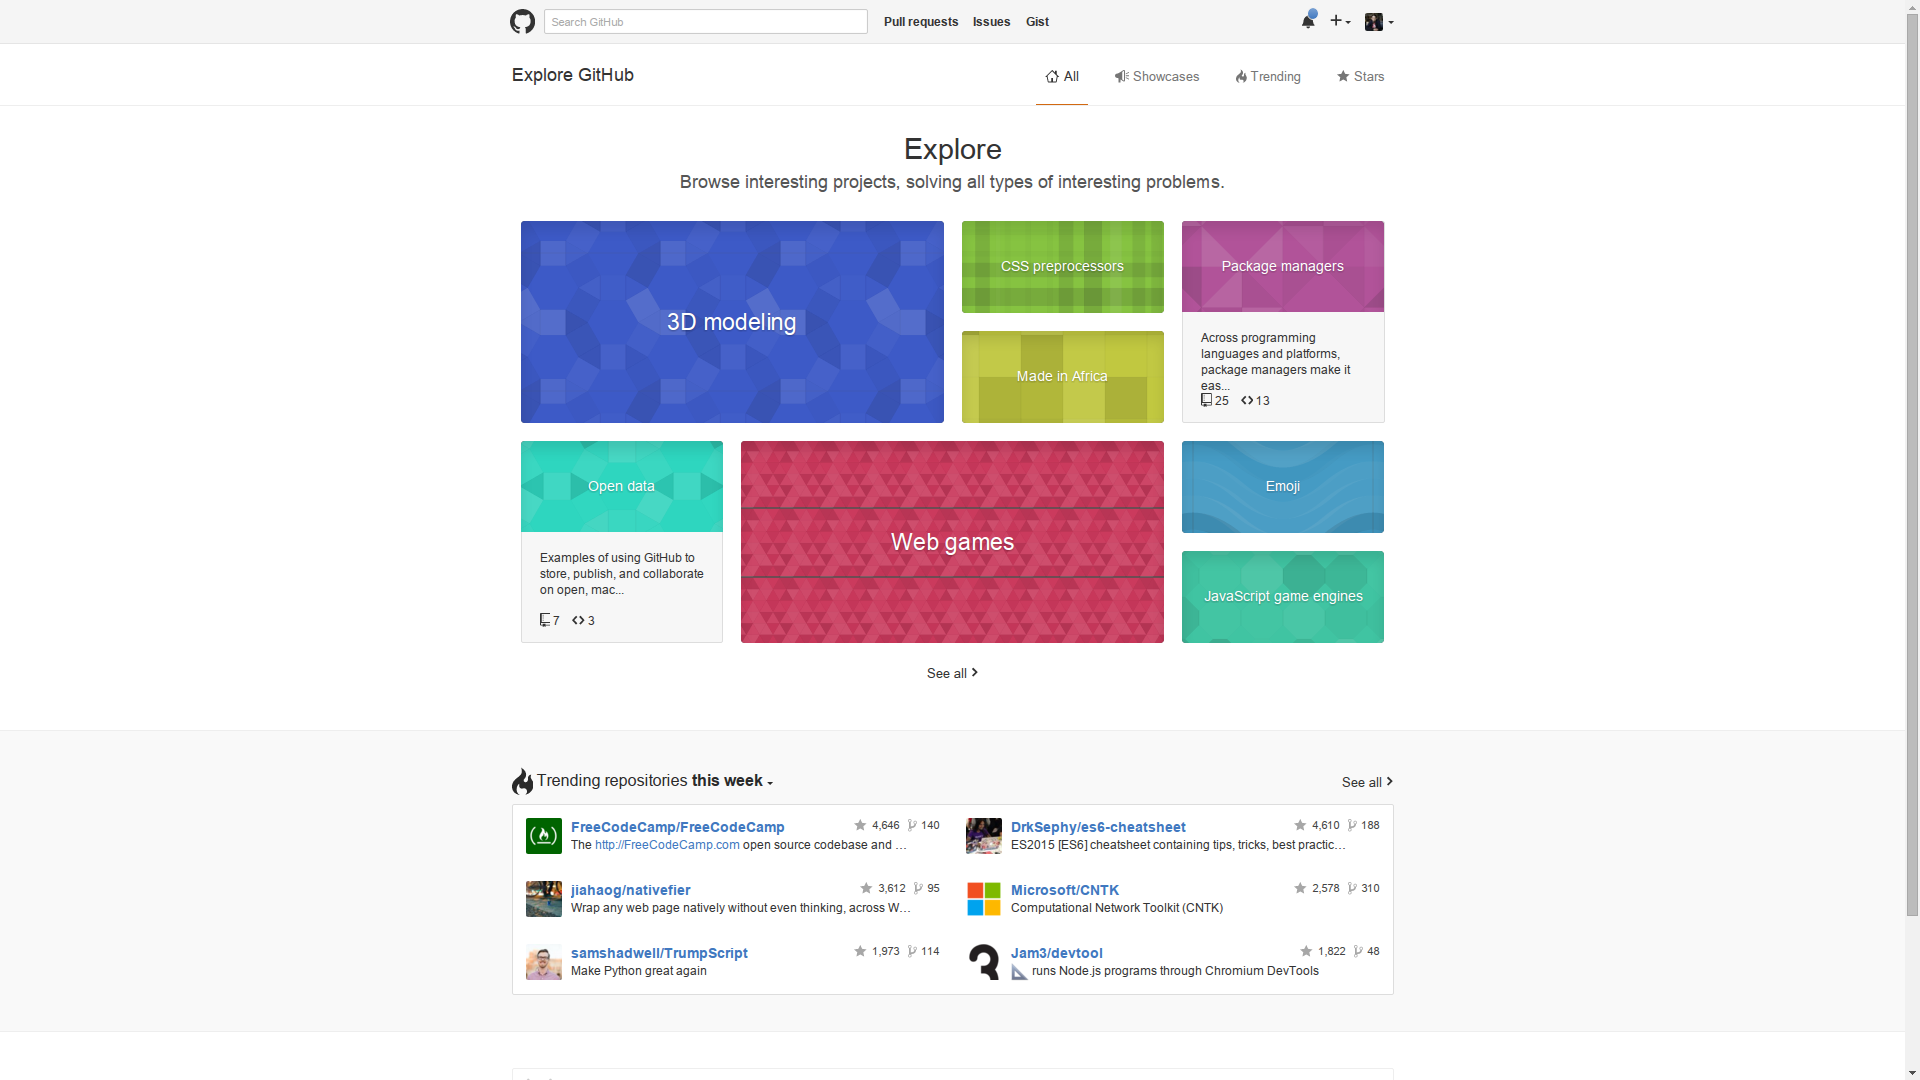 Search GitHub
Pull requests
Issues
Gist
Explore GitHub
All
Showcases
Trending
Stars
Explore
Browse interesting projects, solving all types of interesting problems.
3D modeling
CSS preprocessors
Package managers
Made in Africa
Across programming
languages and platforms,
package managers make it
eas...
25 13
Open data
Examples of using GitHub to
store, publish, and collaborate
on open, mac...
7 3
Web games
Emoji
JavaScript game engines
See all
Trending repositories this week
See all
FreeCodeCamp/FreeCodeCamp 4,646 140
The http://FreeCodeCamp.com open source codebase and …
DrkSephy/es6-cheatsheet 4,610 188
ES2015 [ES6] cheatsheet containing tips, tricks, best practic…
jiahaog/nativefier 3,612 95
Wrap any web page natively without even thinking, across W…
Microsoft/CNTK 2,578 310
Computational Network Toolkit (CNTK)
samshadwell/TrumpScript 1,973 114
Make Python great again
Jam3/devtool 1,822 48
runs Node.js programs through Chromium DevTools